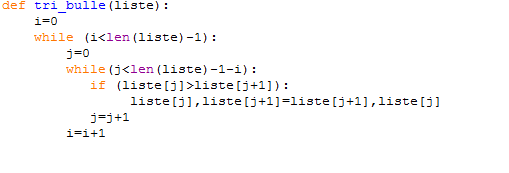 def tri_bulle(liste):
    i=0
    while (i<len(liste)-1):
        j=0
        while(j<len(liste)-1-i):
           if (liste[j]>liste[j+1]):
                liste[j],liste[j+1]=liste[j+1],liste[j]
           j=j+1
        i=i+1